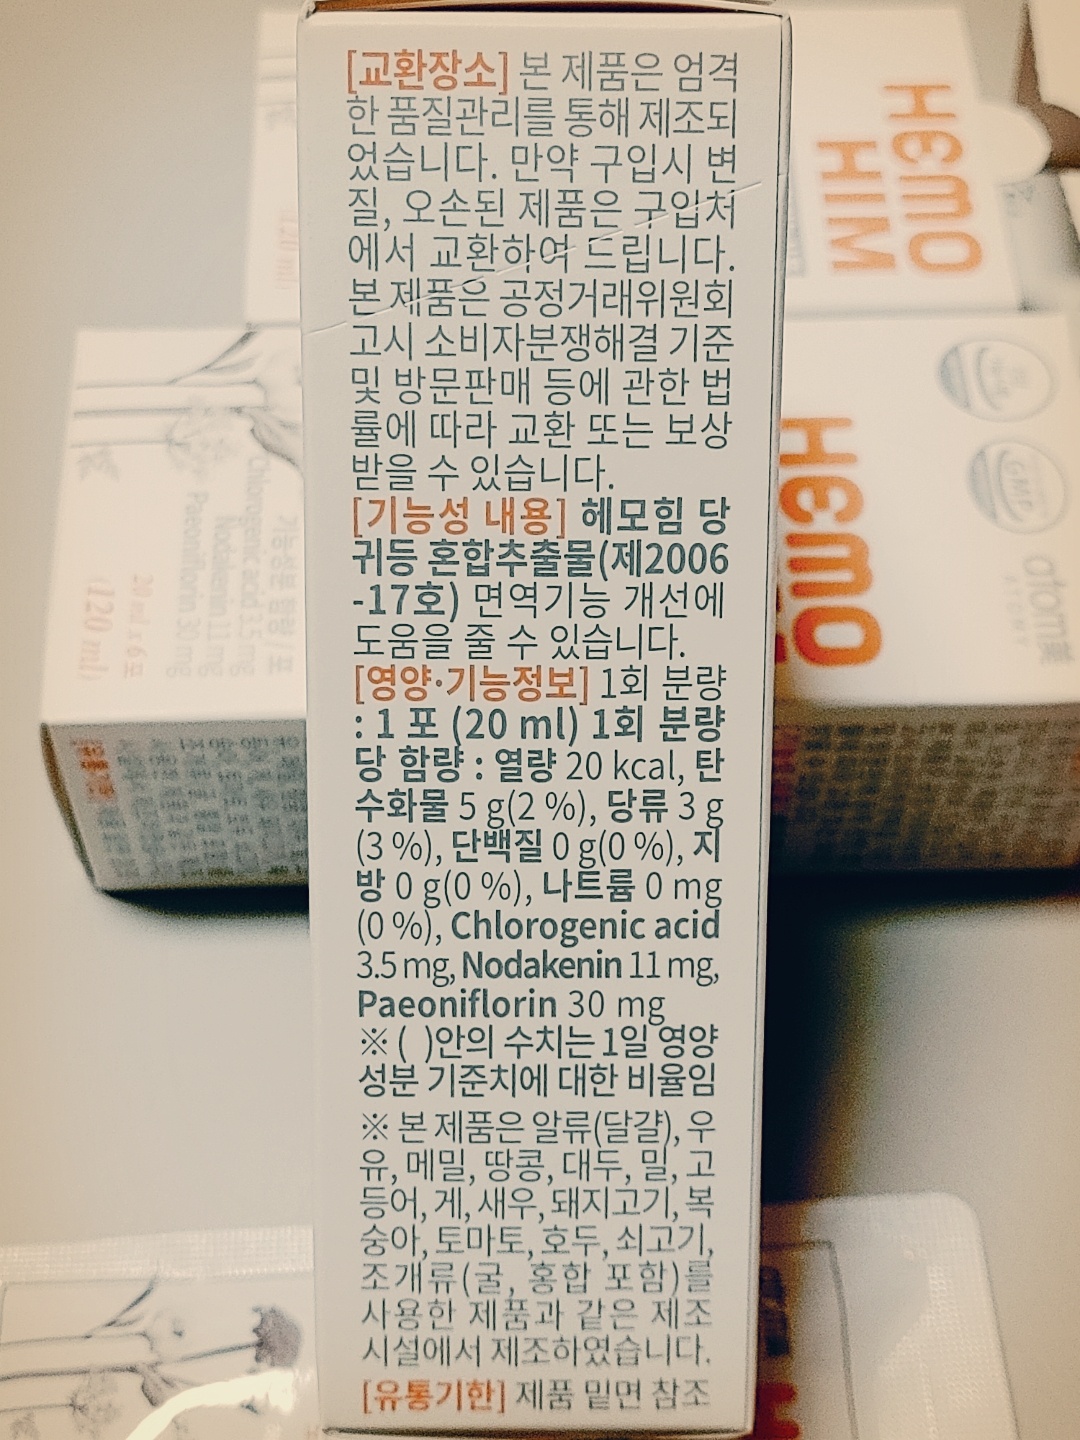 [교환장소] 본 제품은 엄격
한 품질관리를 통해 제조되
었습니다. 만약 구입시 변
질, 오손된 제품은 구입처
에서 교환하여 드립니다.
본 제품은 공정거래위원회
고시 소비자분쟁해결 기준
및 방문판매 등에 관한 법
률에 따라 교환 또는 보상
받을 수 있습니다.
[기능성 내용] 헤모힘 당
귀등 혼합추출물(제2006
-17호) 면역기능 개선에
도움을 줄 수 있습니다.
[영양·기능정보] 1회 분량
: 1 포 (20 ml) 1회 분량
당 함량 : 열량 20 kcal, 탄
수화물 5 g(2 %), 당류 3 g
(3 %), 단백질 0 g(0 %), 지
방 0 g(0 %), 나트륨 0 mg
(0 %), Chlorogenic acid
3.5 mg, Nodakenin 11 mg,
Paeoniflorin 30 mg
※ ( )안의 수치는 1일 영양
성분 기준치에 대한 비율임
※ 본 제품은 알류(달걀), 우
유, 메밀, 땅콩, 대두, 밀, 고
등어, 게, 새우, 돼지고기, 복
숭아, 토마토, 호두, 쇠고기,
조개류(굴, 홍합 포함)를
사용한 제품과 같은 제조
시설에서 제조하였습니다.
[유통기한] 제품 밑면 참조
HEMO
HIM
HEMO
GMP
atom美
Chlorogenic acid 3.5 mg
Nodakenin 11 mg
Paeoniflorin 30 mg
20 ml x 6 포
(120 ml)
120 ml